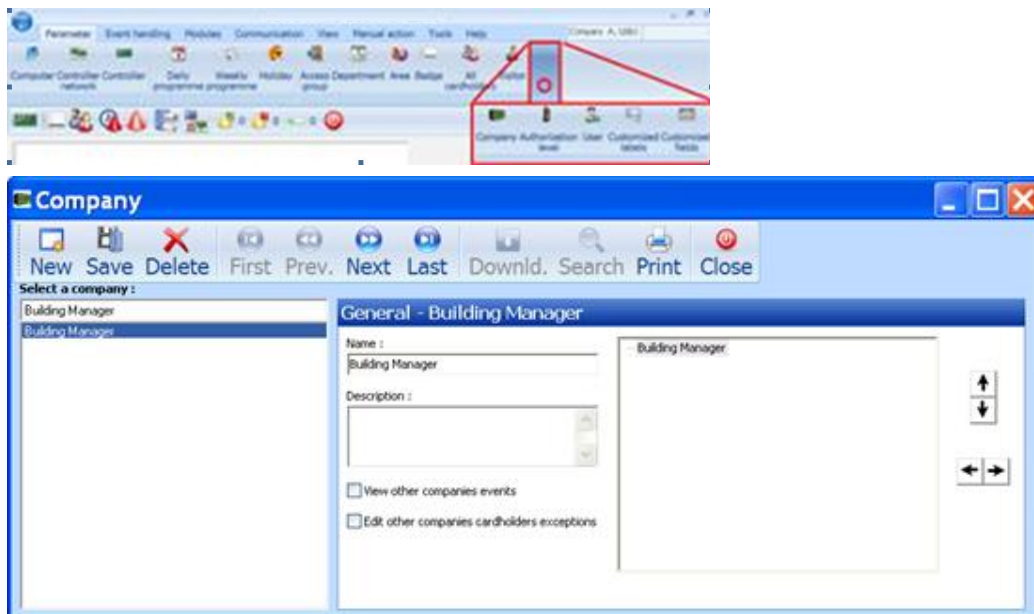 Company A, User
Parameter Event handling Modules Communication View Manual action Tools Help
Computer Controller network Controller Daily programme Weekly programme Holiday Access group Department Area Badge All cardholders Visitor
Company Authorisation level User Customized labels Customized fields
Company
New Save Delete First Prev. Next Last Downld. Search Print Close
Select a company :
Building Manager
Building Manager
General - Building Manager
Name :
Building Manager
Building Manager
Description :
View other companies events
Edit other companies cardholders exceptions